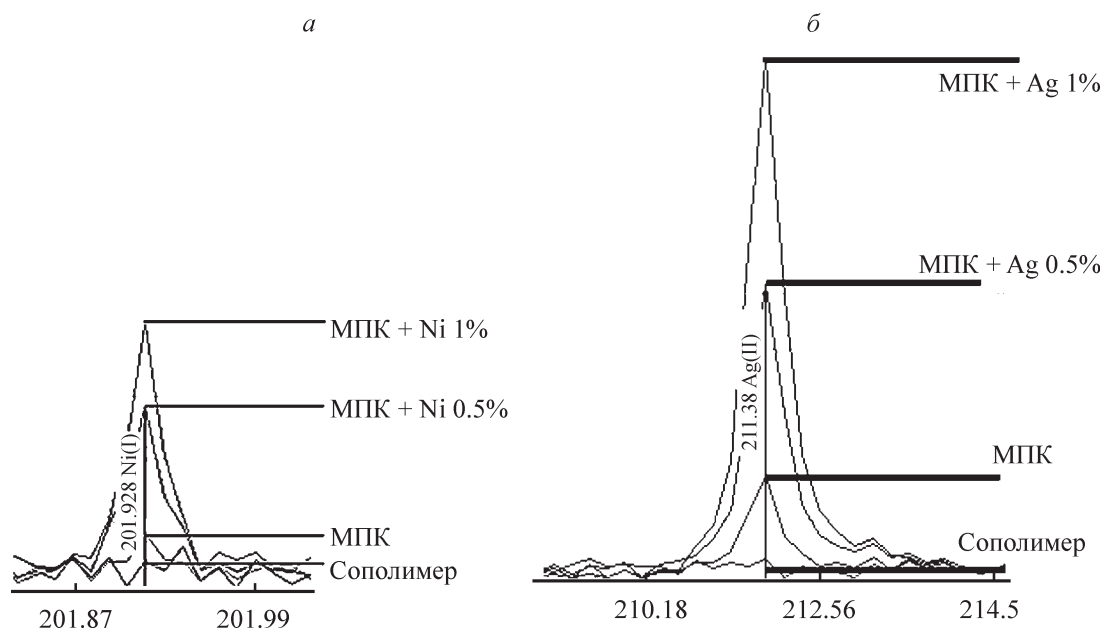 а
МПК + Ni 1%
МПК + Ni 0.5%
201.928 Ni(I)
МПК
Сополимер
201.87
201.99
б
МПК + Ag 1%
МПК + Ag 0.5%
211.38 Ag(II)
МПК
Сополимер
210.18
212.56
214.5